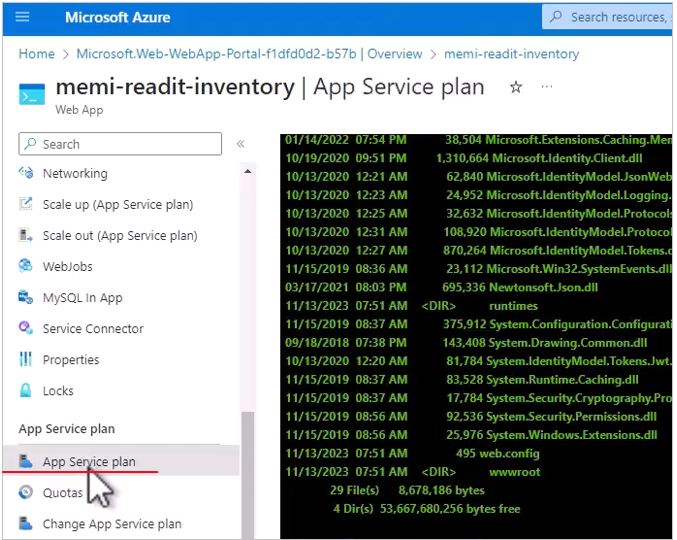 Microsoft Azure
Search resources,
Home > Microsoft.Web-WebApp-Portal-f1dfd0d2-b57b | Overview > memi-readit-inventory
memi-readit-inventory | App Service plan
Web App
Search
Networking
Scale up (App Service plan)
Scale out (App Service plan)
WebJobs
MySQL In App
Service Connector
Properties
Locks
App Service plan
App Service plan
Quotas
Change App Service plan
01/14/2022 07:54 PM 38,504 Microsoft.Extensions.Caching.Mem
10/19/2020 09:51 PM 1,310,664 Microsoft.Identity.Client.dll
10/13/2020 12:21 AM 62,840 Microsoft.IdentityModel.JsonWeb
10/13/2020 12:23 AM 24,952 Microsoft.IdentityModel.Logging.
10/13/2020 12:25 AM 32,632 Microsoft.IdentityModel.Protocols
10/13/2020 12:31 AM 108,920 Microsoft.IdentityModel.Protocol
10/13/2020 12:27 AM 870,264 Microsoft.IdentityModel.Tokens.d
11/15/2019 08:36 AM 23,112 Microsoft.Win32.SystemEvents.dll
03/17/2021 08:03 PM 695,336 Newtonsoft.Json.dll
11/13/2023 07:51 AM <DIR> runtimes
11/15/2019 08:37 AM 375,912 System.Configuration.Configurati
09/18/2018 07:38 PM 143,408 System.Drawing.Common.dll
10/13/2020 12:20 AM 81,784 System.IdentityModel.Tokens.Jwt.
11/15/2019 08:37 AM 83,528 System.Runtime.Caching.dll
11/15/2019 08:37 AM 17,784 System.Security.Cryptography.Pro
11/15/2019 08:56 AM 92,536 System.Security.Permissions.dll
11/15/2019 08:56 AM 25,976 System.Windows.Extensions.dll
11/13/2023 07:51 AM 495 web.config
11/13/2023 07:51 AM <DIR> wwwroot
29 File(s) 8,678,186 bytes
4 Dir(s) 53,667,680,256 bytes free